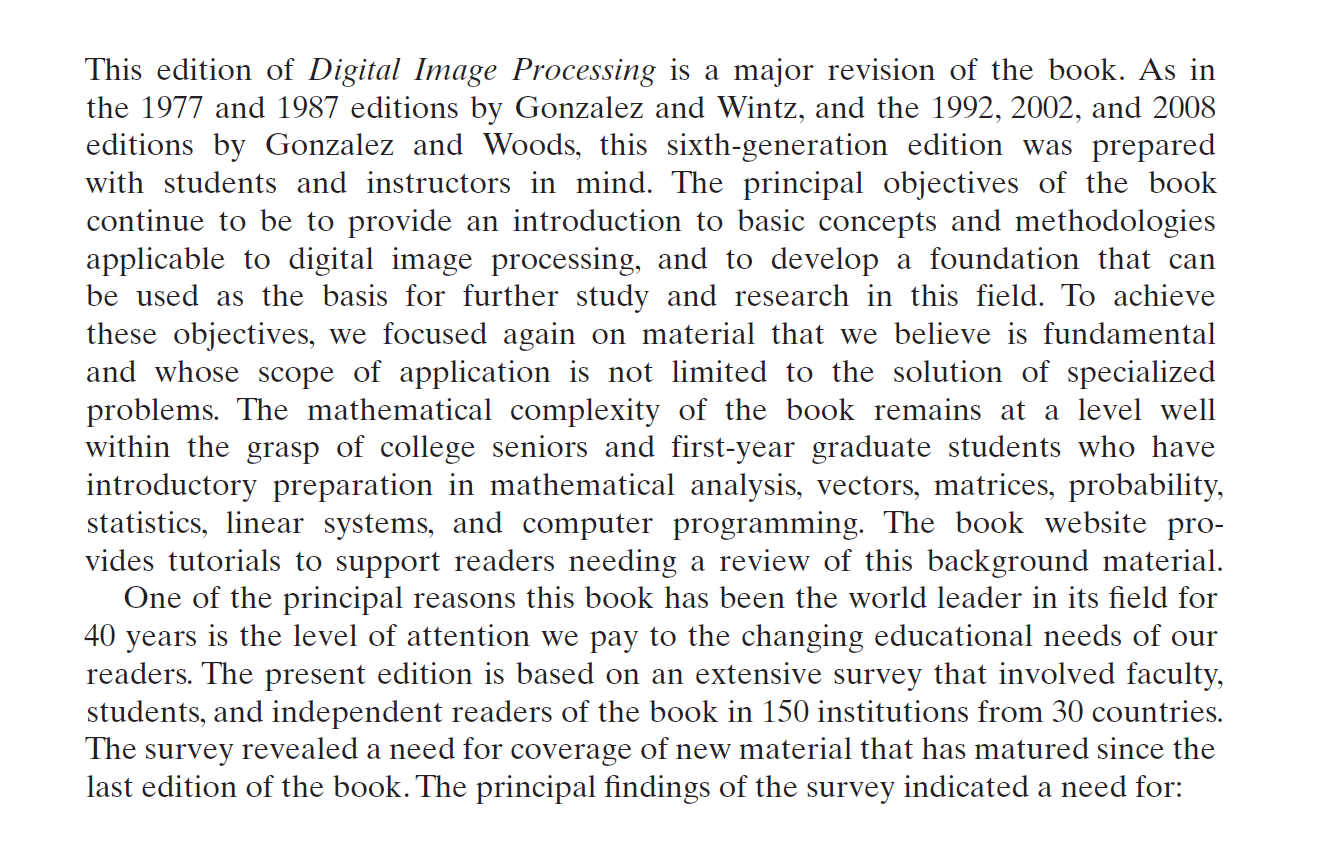 This edition of Digital Image Processing is a major revision of the book. As in
the 1977 and 1987 editions by Gonzalez and Wintz, and the 1992, 2002, and 2008
editions by Gonzalez and Woods, this sixth-generation edition was prepared
with students and instructors in mind. The principal objectives of the book
continue to be to provide an introduction to basic concepts and methodologies
applicable to digital image processing, and to develop a foundation that can
be used as the basis for further study and research in this field. To achieve
these objectives, we focused again on material that we believe is fundamental
and whose scope of application is not limited to the solution of specialized
problems. The mathematical complexity of the book remains at a level well
within the grasp of college seniors and first-year graduate students who have
introductory preparation in mathematical analysis, vectors, matrices, probability,
statistics, linear systems, and computer programming. The book website pro-
vides tutorials to support readers needing a review of this background material.
One of the principal reasons this book has been the world leader in its field for
40 years is the level of attention we pay to the changing educational needs of our
readers. The present edition is based on an extensive survey that involved faculty,
students, and independent readers of the book in 150 institutions from 30 countries.
The survey revealed a need for coverage of new material that has matured since the
last edition of the book. The principal findings of the survey indicated a need for: